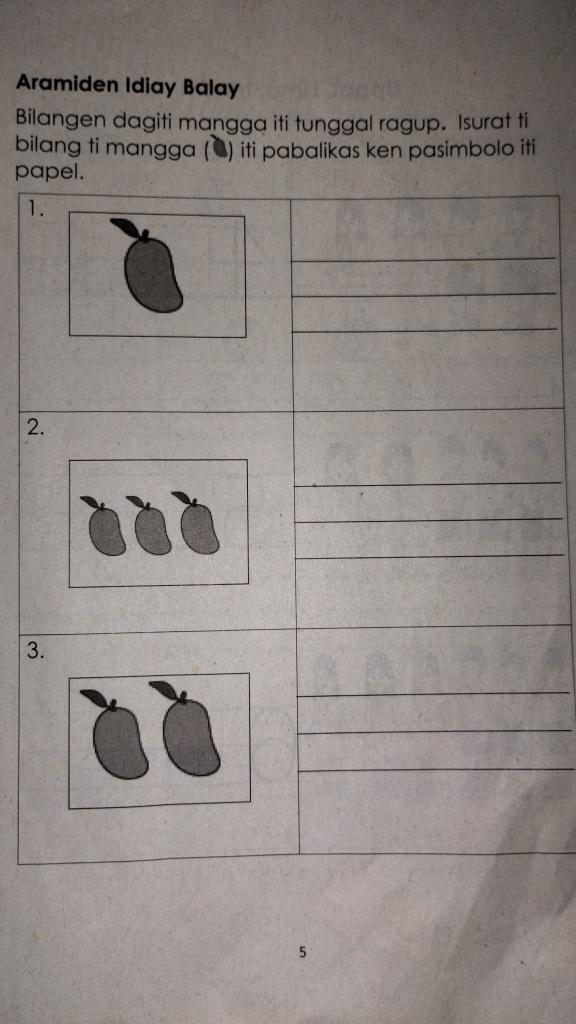 Aramiden Idiay Balay
Bilangen dagiti mangga iti tunggal ragup. Isurat ti
bilang ti mangga ( ) iti pabalikas ken pasimbolo iti
papel.
1.
2.
3.
5